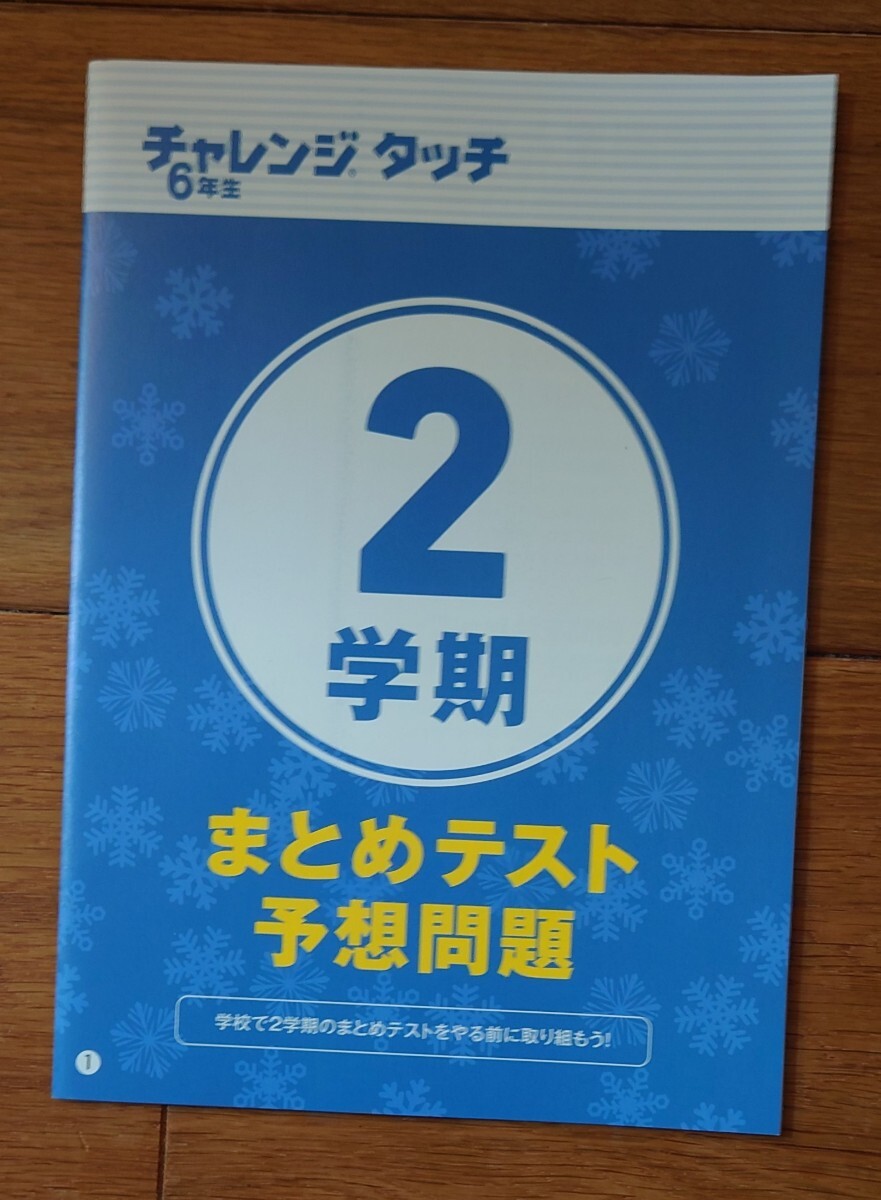 チャレンジ® タッチ
6年生
2
学期
まとめテスト
予想問題
学校で2学期のまとめテストをやる前に取り組もう!
1